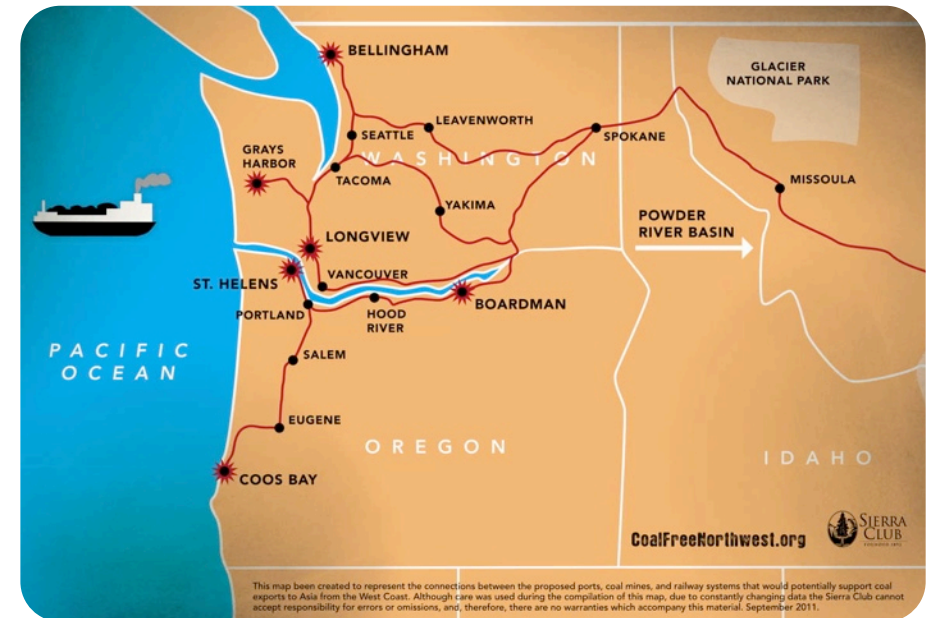 BELLINGHAM
GLACIER
NATIONAL PARK
LEAVENWORTH
SEATTLE
SPOKANE
GRAYS
HARBOR
WASHINGTON
TACOMA
MISSOULA
YAKIMA
POWDER
RIVER BASIN
LONGVIEW
VANCOUVER
ST. HELENS
BOARDMAN
PORTLAND
HOOD
RIVER
PACIFIC
OCEAN
SALEM
EUGENE
OREGON
IDAHO
COOS BAY
CoalFreeNorthwest.org
SIERRA
CLUB
FOUNDED 1892
This map been created to represent the connections between the proposed ports, coal mines, and railway systems that would potentially support coal
exports to Asia from the West Coast. Although care was used during the compilation of this map, due to constantly changing data the Sierra Club cannot
accept responsibility for errors or omissions, and, therefore, there are no warranties which accompany this material. September 2011.